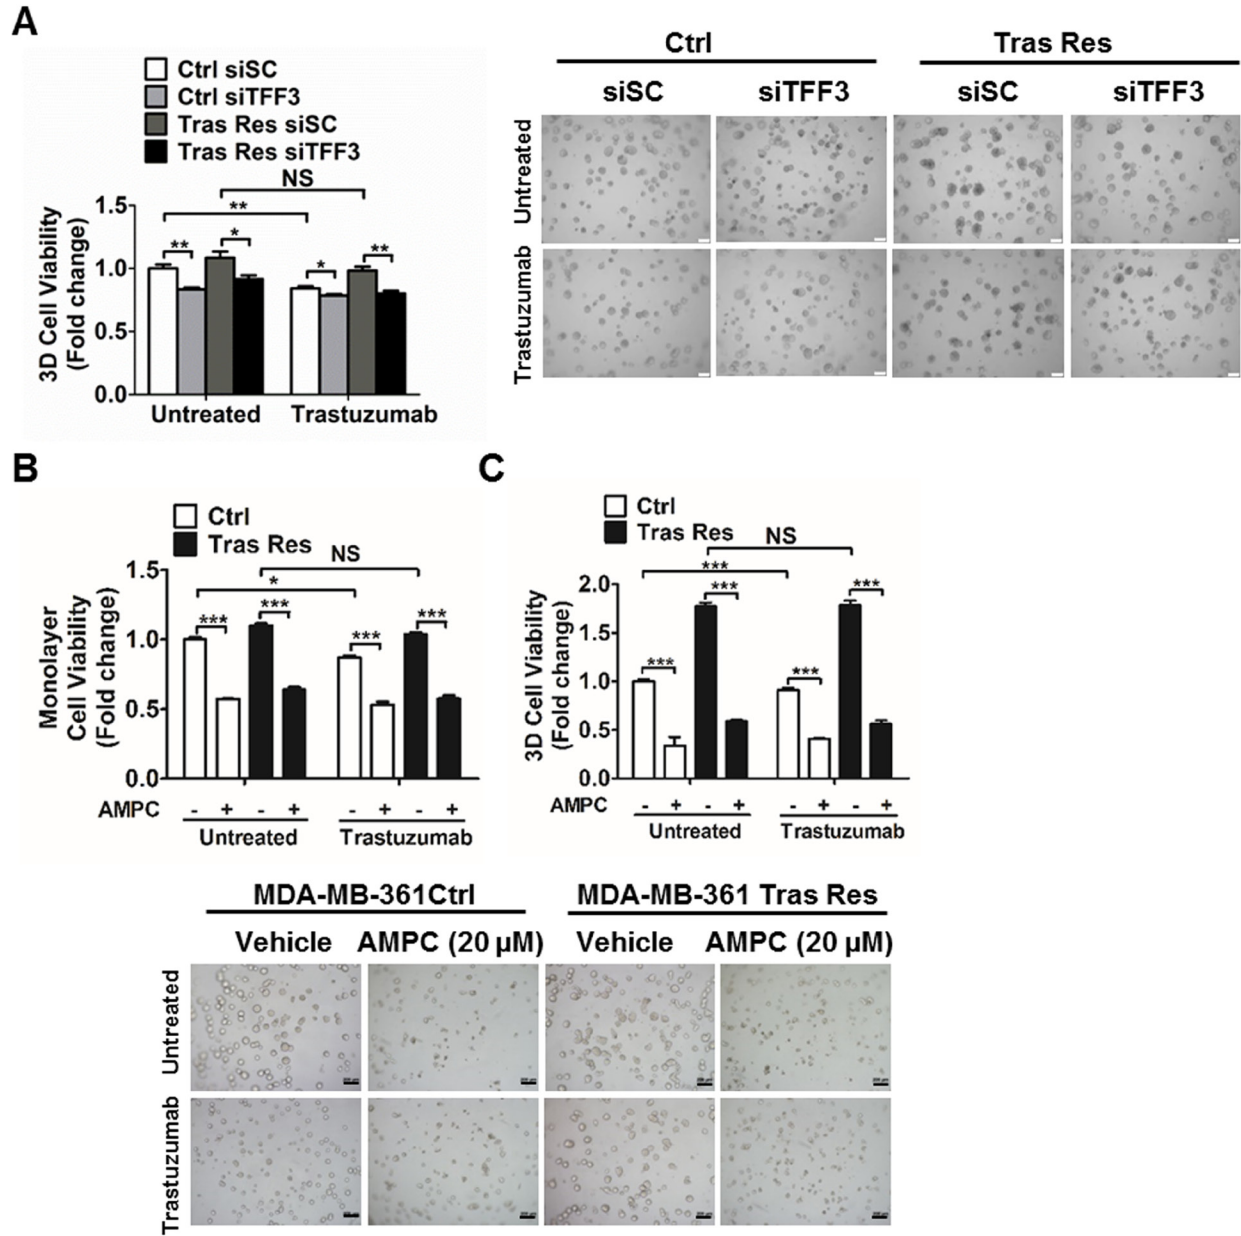 A
Ctrl siSC
Ctrl siTFF3
Tras Res siSC
Tras Res siTFF3
NS
**
** * * **
3D Cell Viability
(Fold change)
1.5
1.0
0.5
0.0
Untreated Trastuzumab
Ctrl Tras Res
siSC siTFF3 siSC siTFF3
Untreated
Trastuzumab
B
Ctrl
Tras Res
NS
*
*** *** *** ***
Monolayer
Cell Viability
(Fold change)
1.5
1.0
0.5
0.0
AMPC - + - + - + - +
Untreated Trastuzumab
C
Ctrl
Tras Res
NS
***
*** *** *** ***
3D Cell Viability
(Fold change)
2.0
1.5
1.0
0.5
0.0
AMPC - + - + - + - +
Untreated Trastuzumab
MDA-MB-361Ctrl MDA-MB-361 Tras Res
Vehicle AMPC (20 µM) Vehicle AMPC (20 µM)
Untreated
Trastuzumab